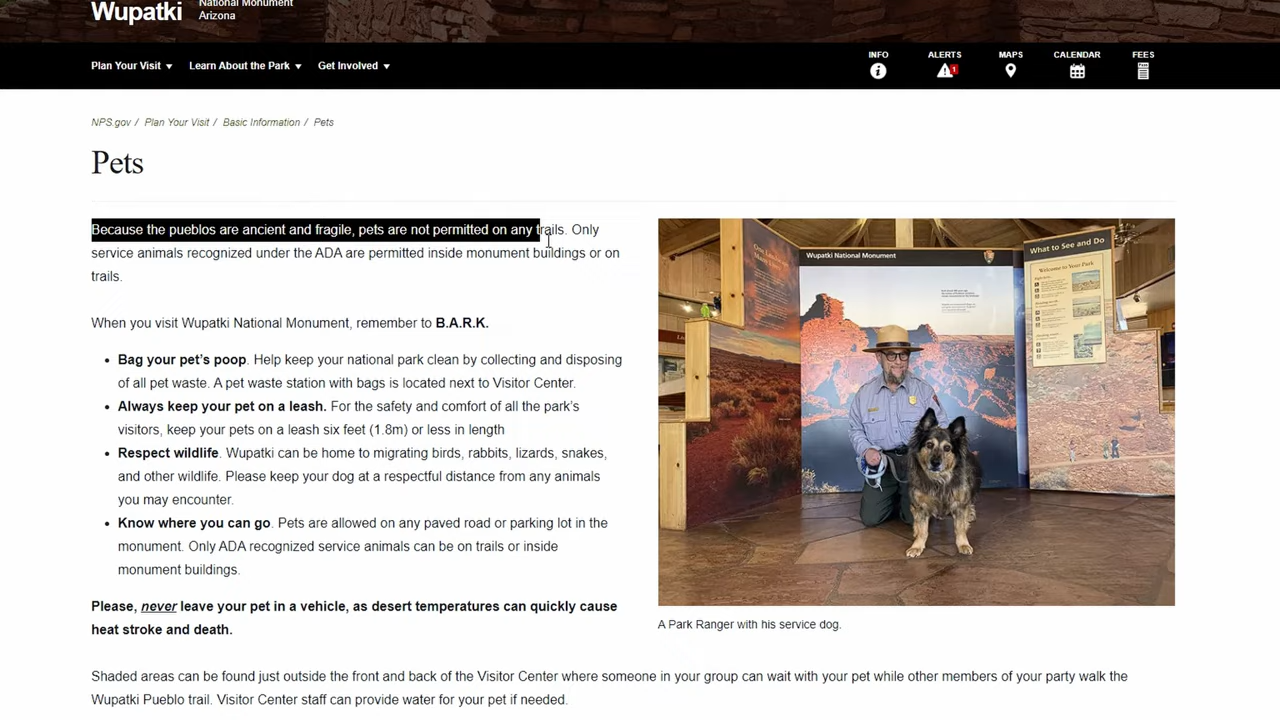 Wupatki
National Monument
Arizona
Plan Your Visit
Learn About the Park
Get Involved
INFO
ALERTS
1
MAPS
CALENDAR
FEES
NPS.gov / Plan Your Visit / Basic Information / Pets
Pets
Because the pueblos are ancient and fragile, pets are not permitted on any trails. Only
service animals recognized under the ADA are permitted inside monument buildings or on
trails.
When you visit Wupatki National Monument, remember to B.A.R.K.
• Bag your pet's poop. Help keep your national park clean by collecting and disposing
of all pet waste. A pet waste station with bags is located next to Visitor Center.
• Always keep your pet on a leash. For the safety and comfort of all the park's
visitors, keep your pets on a leash six feet (1.8m) or less in length
• Respect wildlife. Wupatki can be home to migrating birds, rabbits, lizards, snakes,
and other wildlife. Please keep your dog at a respectful distance from any animals
you may encounter.
• Know where you can go. Pets are allowed on any paved road or parking lot in the
monument. Only ADA recognized service animals can be on trails or inside
monument buildings.
Please, never leave your pet in a vehicle, as desert temperatures can quickly cause
heat stroke and death.
Wupatki National Monument
What to See and Do
Welcome to Your Park
A Park Ranger with his service dog.
Shaded areas can be found just outside the front and back of the Visitor Center where someone in your group can wait with your pet while other members of your party walk the
Wupatki Pueblo trail. Visitor Center staff can provide water for your pet if needed.